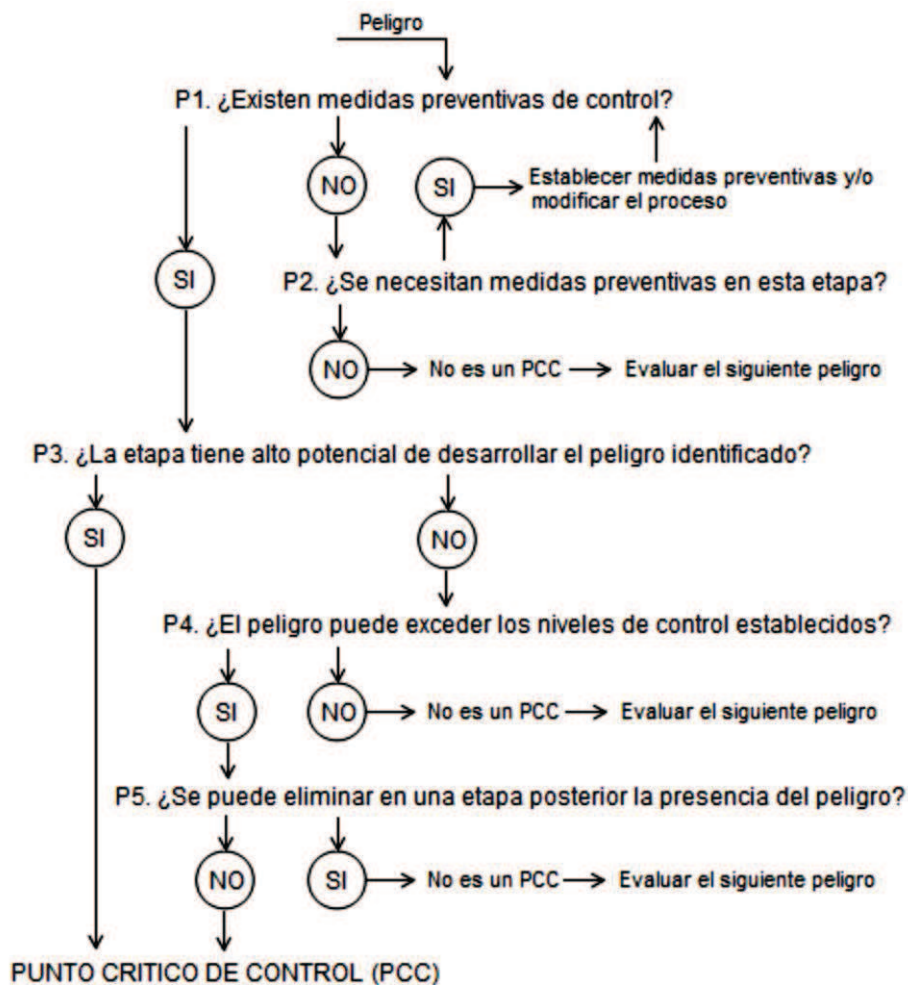 Peligro
P1. ¿Existen medidas preventivas de control?
NO
SI
Establecer medidas preventivas y/o
modificar el proceso
SI
P2. ¿Se necesitan medidas preventivas en esta etapa?
NO
No es un PCC
Evaluar el siguiente peligro
P3. ¿La etapa tiene alto potencial de desarrollar el peligro identificado?
SI
NO
P4. ¿El peligro puede exceder los niveles de control establecidos?
SI
NO
No es un PCC
Evaluar el siguiente peligro
P5. ¿Se puede eliminar en una etapa posterior la presencia del peligro?
NO
SI
No es un PCC
Evaluar el siguiente peligro
PUNTO CRITICO DE CONTROL (PCC)